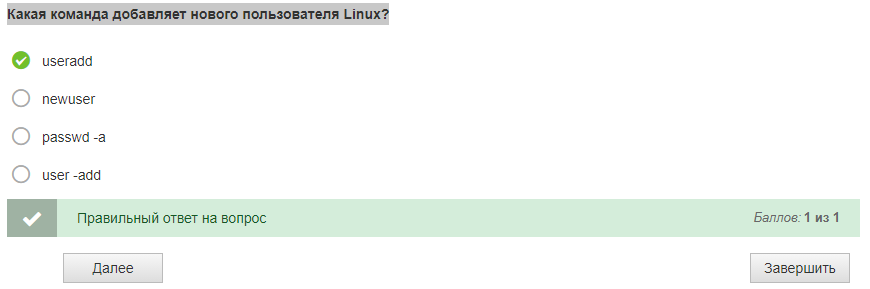 Какая команда добавляет нового пользователя Linux?
useradd
newuser
passwd -a
user -add
Правильный ответ на вопрос Баллов: 1 из 1
Далее Завершить